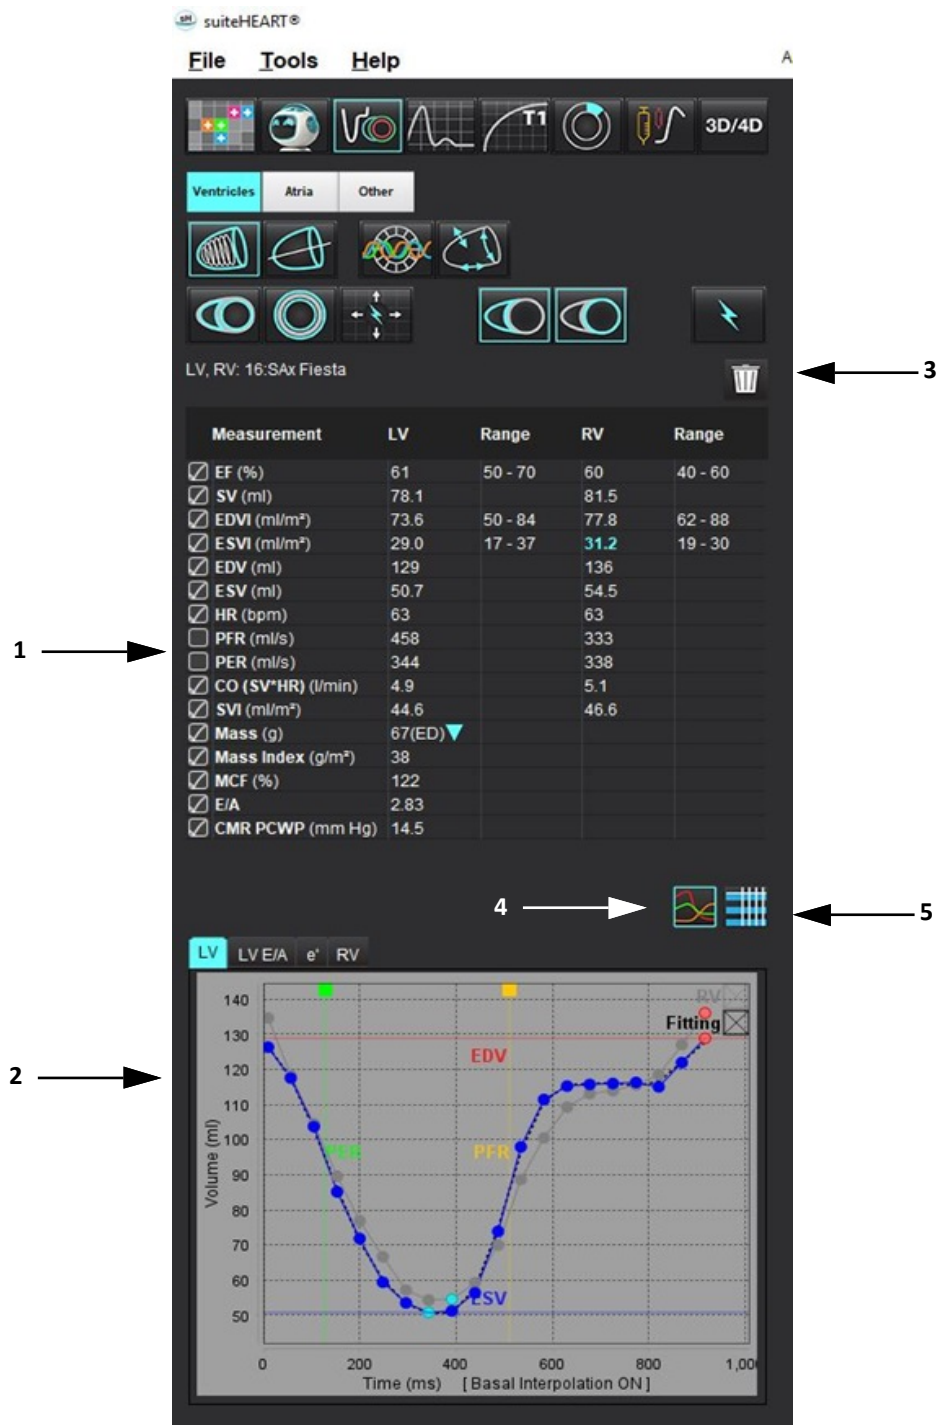 sH suiteHEART®
File Tools Help A
T1 3D/4D
Ventricles Atria Other
LV, RV: 16:SAx Fiesta
3
Measurement LV Range RV Range
EF (%) 61 50 - 70 60 40 - 60
SV (ml) 78.1 81.5
EDVI (ml/m²) 73.6 50 - 84 77.8 62 - 88
ESVI (ml/m²) 29.0 17 - 37 31.2 19 - 30
EDV (ml) 129 136
ESV (ml) 50.7 54.5
HR (bpm) 63 63
PFR (ml/s) 458 333
1
PER (ml/s) 344 338
CO (SV*HR) (l/min) 4.9 5.1
SVI (ml/m²) 44.6 46.6
Mass (g) 67(ED)
Mass Index (g/m²) 38
MCF (%) 122
E/A 2.83
CMR PCWP (mm Hg) 14.5
4
5
LV LV E/A e' RV
RV
140
Fitting
130
EDV
2
120
110
100
PER PFR
90
80
70
60
ESV
50
Volume (ml)
0 200 400 600 800 1,00
Time (ms) [ Basal Interpolation ON ]